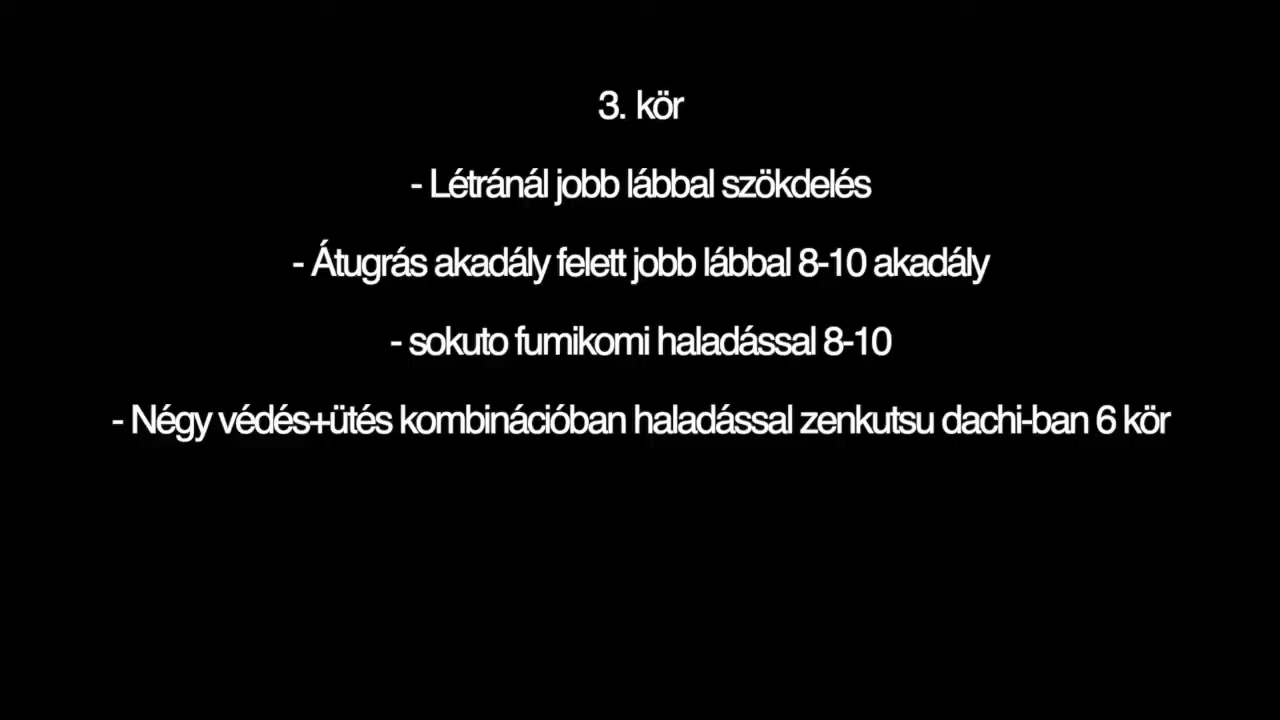 3. kör
- Létránál jobb lábbal szökdelés
- Átugrás akadály felett jobb lábbal 8-10 akadály
- sokuto fumikomi haladással 8-10
- Négy védés+ütés kombinációban haladással zenkutsu dachi-ban 6 kör